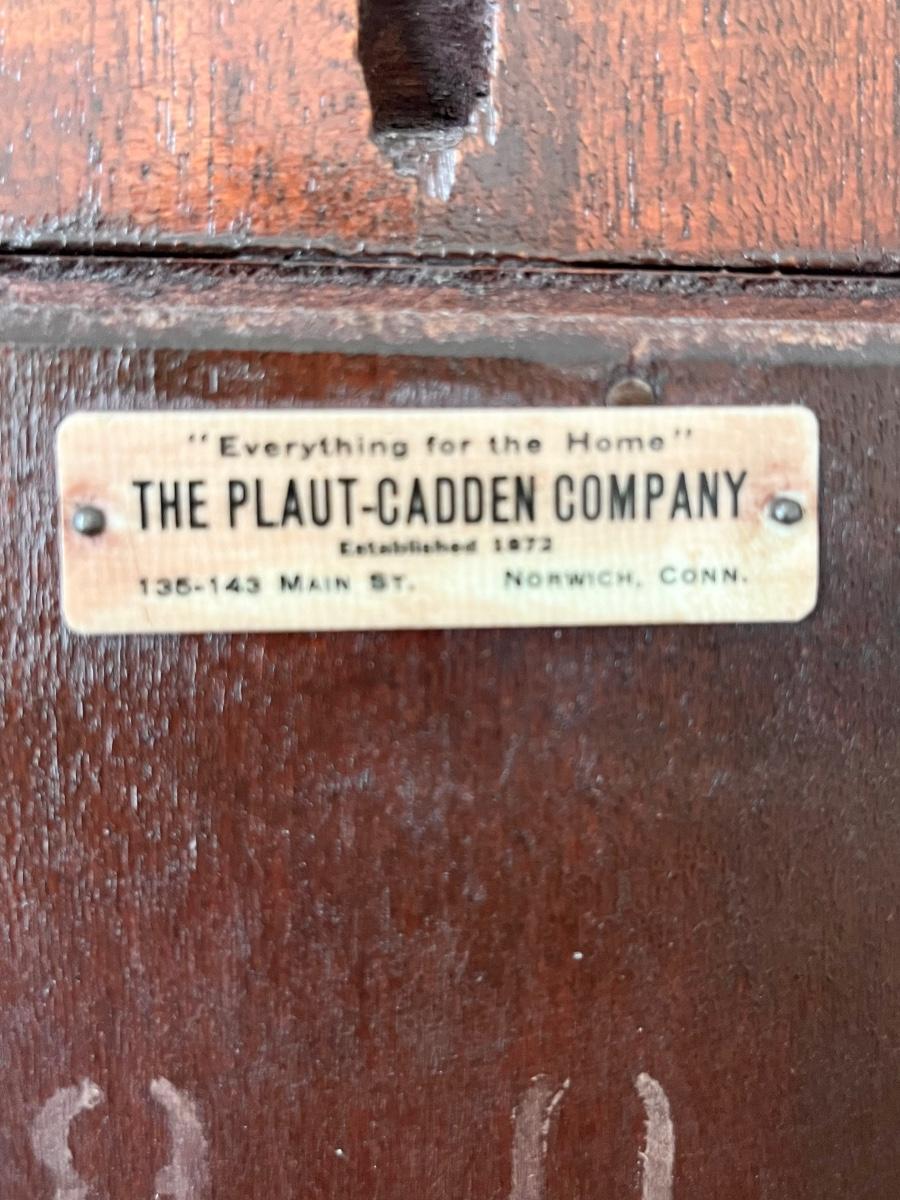 "Everything for the Home"
THE PLAUT-CADDEN COMPANY
Established 1872
135-143 MAIN ST. NORWICH, CONN.